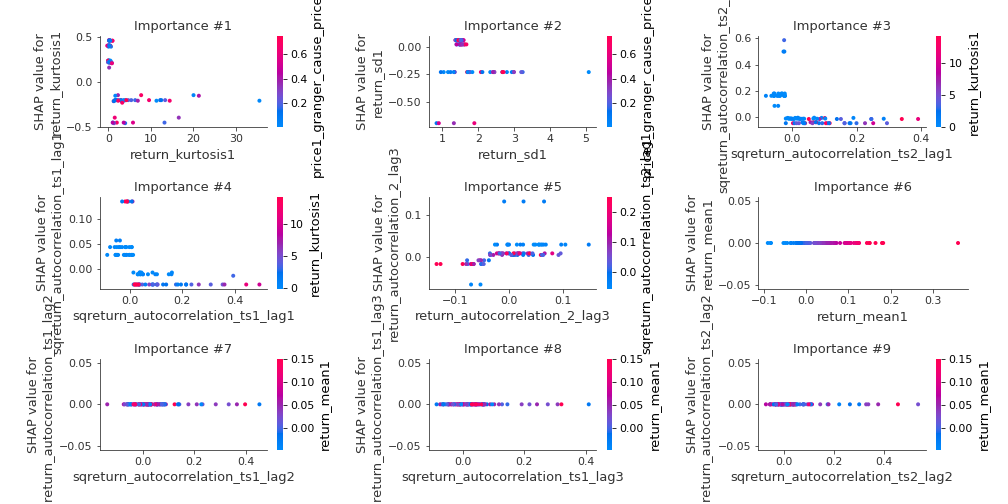 Importance #1
SHAP value for
return_kurtosis1
0.5
0.0
−0.5
0
10
20
30
return_kurtosis1
0.6
0.4
0.2
price1_granger_cause_price
Importance #2
SHAP value for
return_sd1
0.00
−0.25
−0.50
1
2
3
4
5
return_sd1
0.6
0.4
0.2
price1_granger_cause_price
Importance #3
SHAP value for
sqreturn_autocorrelation_ts2_lag1
0.6
0.4
0.2
0.0
0.0
0.2
0.4
sqreturn_autocorrelation_ts2_lag1
10
5
0
return_kurtosis1
Importance #4
SHAP value for
sqreturn_autocorrelation_ts1_lag1
0.10
0.05
0.00
0.0
0.2
0.4
sqreturn_autocorrelation_ts1_lag1
10
5
0
return_kurtosis1
Importance #5
SHAP value for
return_autocorrelation_2_lag3
0.1
0.0
−0.1
0.0
0.1
return_autocorrelation_2_lag3
0.2
0.1
0.0
sqreturn_autocorrelation_ts2_lag1
Importance #6
SHAP value for
return_mean1
0.05
0.00
−0.05
−0.1
0.0
0.1
0.2
0.3
return_mean1
Importance #7
SHAP value for
sqreturn_autocorrelation_ts1_lag2
0.05
0.00
−0.05
0.0
0.2
0.4
sqreturn_autocorrelation_ts1_lag2
0.15
0.10
0.05
0.00
return_mean1
Importance #8
SHAP value for
sqreturn_autocorrelation_ts1_lag3
0.05
0.00
−0.05
0.0
0.2
0.4
sqreturn_autocorrelation_ts1_lag3
0.15
0.10
0.05
0.00
return_mean1
Importance #9
SHAP value for
sqreturn_autocorrelation_ts2_lag2
0.05
0.00
−0.05
0.0
0.2
0.4
sqreturn_autocorrelation_ts2_lag2
0.15
0.10
0.05
0.00
return_mean1